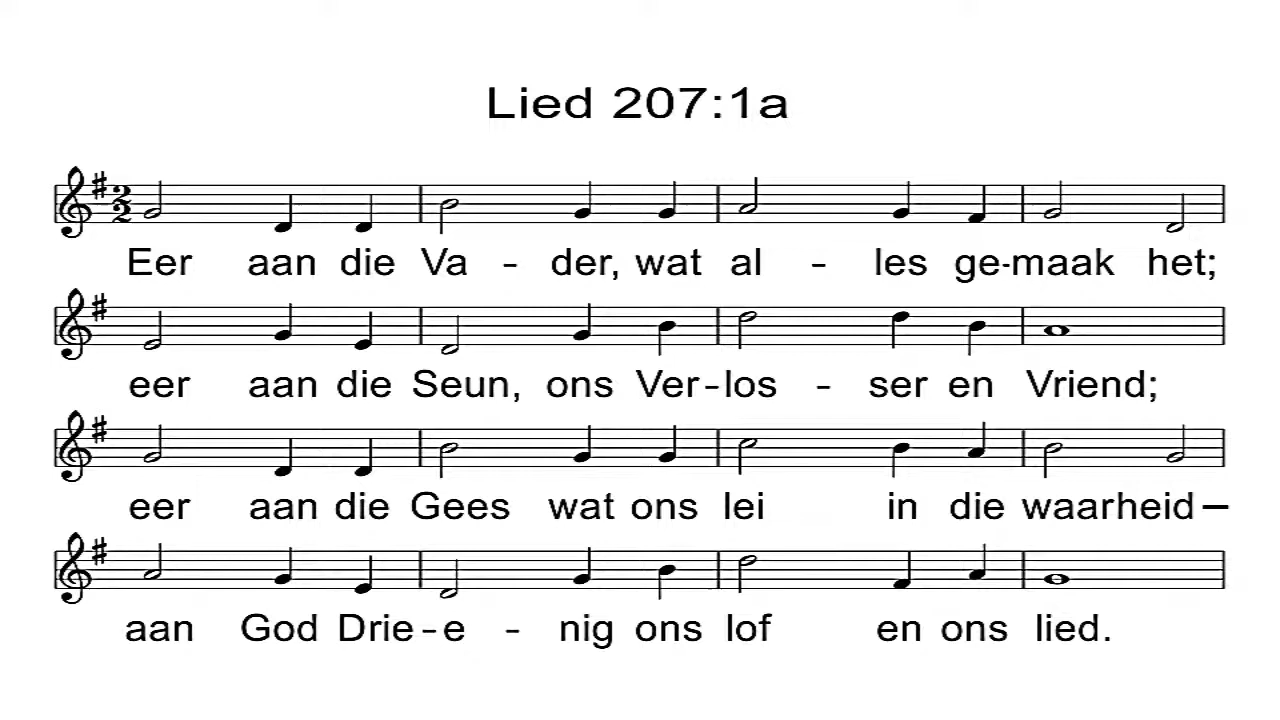 Lied 207:1a
Eer aan die Va - der, wat al - les ge-maak het;
eer aan die Seun, ons Ver-los - ser en Vriend;
eer aan die Gees wat ons lei in die waarheid–
aan God Drie-e - nig ons lof en ons lied.